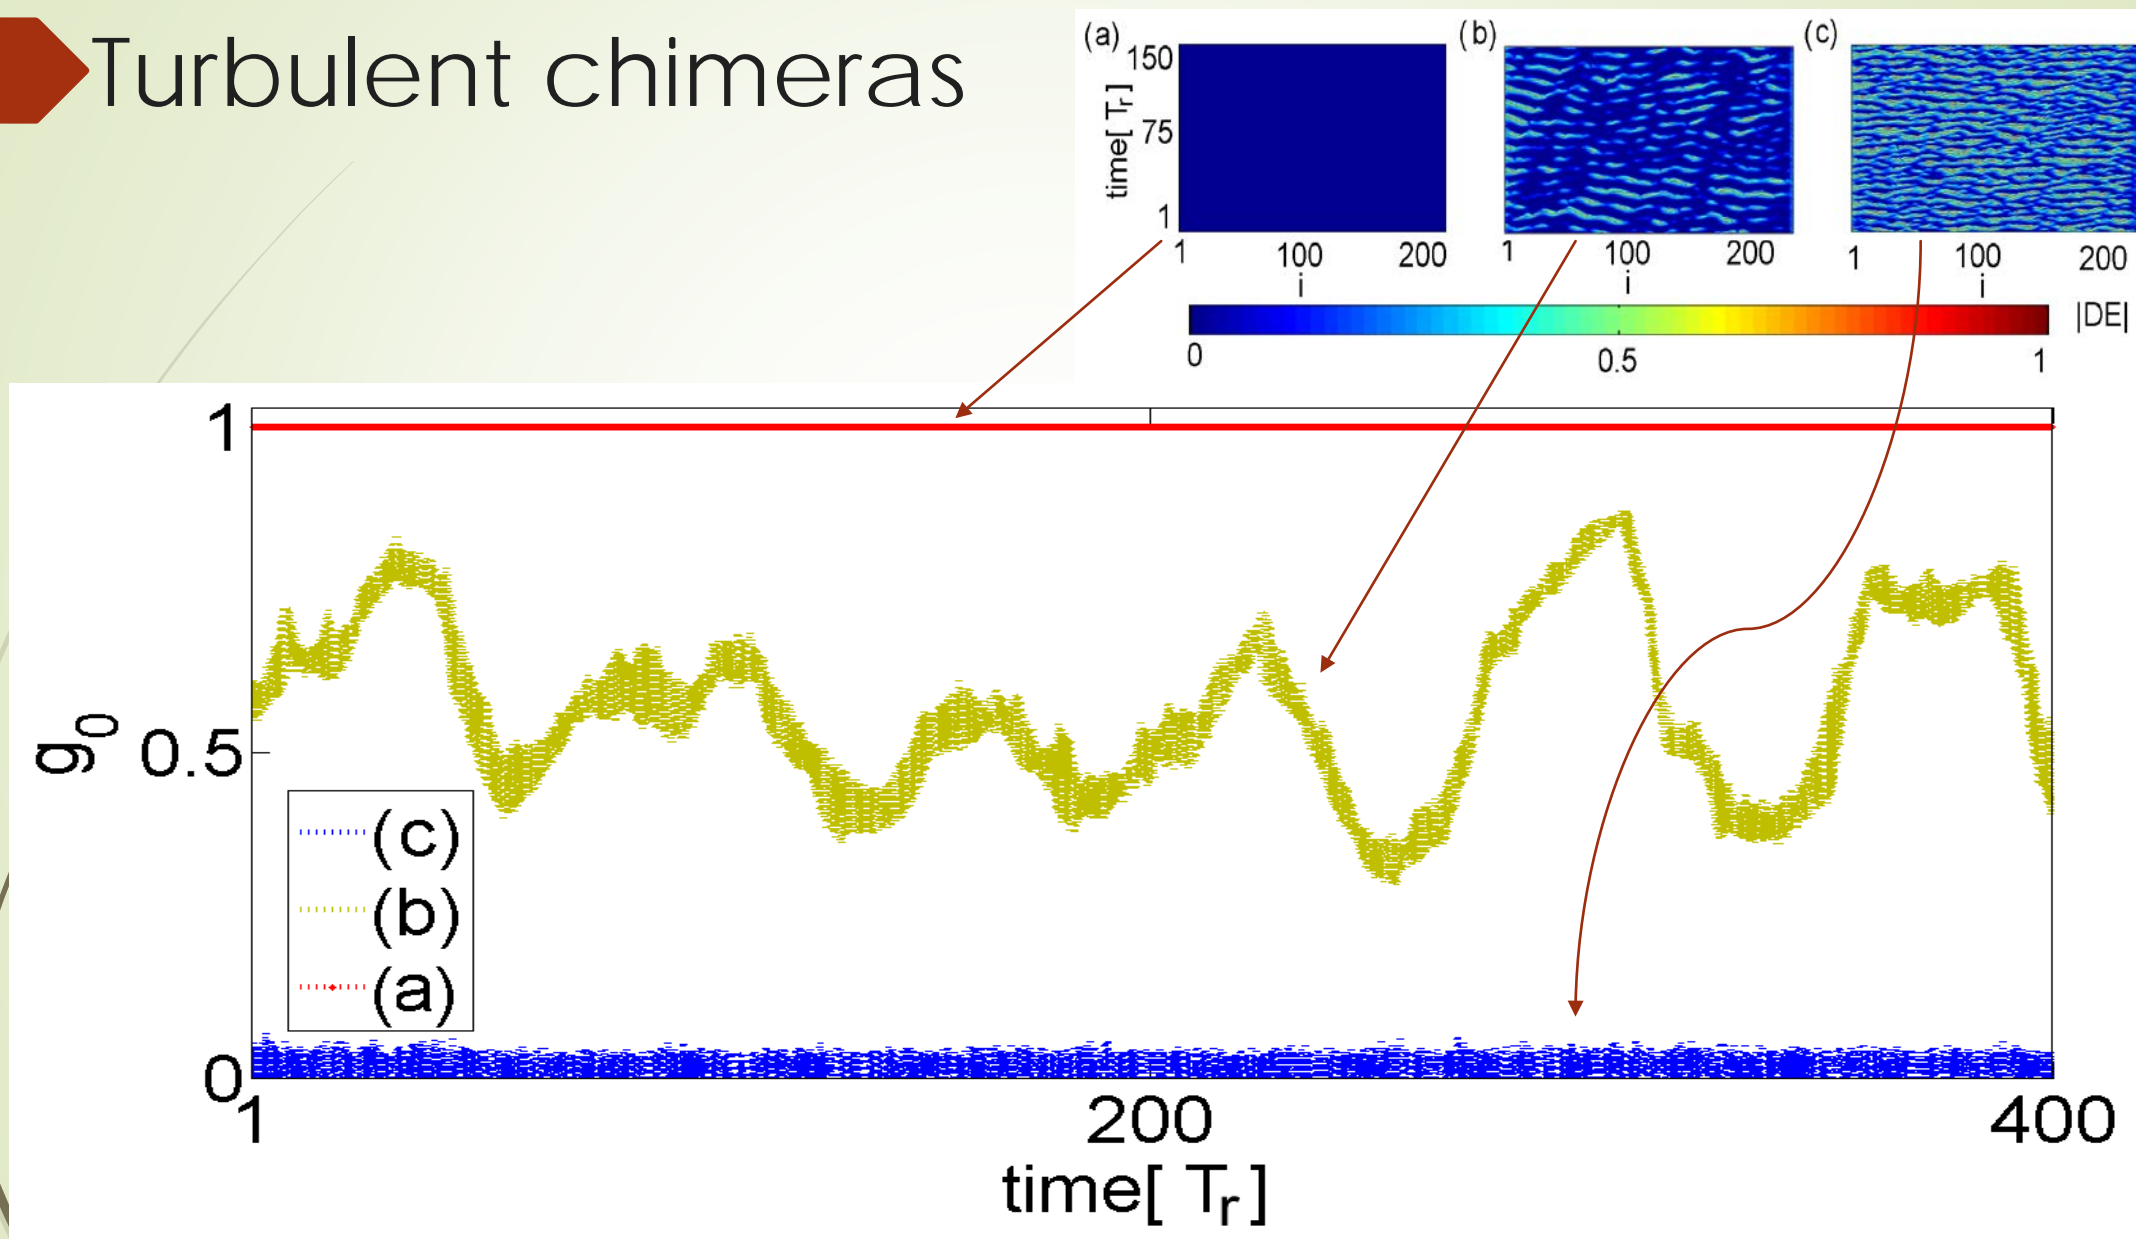 Turbulent chimeras
(a)
(b)
(c)
150
75
1
time[ Tr]
1 100 200
i
1 100 200
i
1 100 200
i
|DE|
0 0.5 1
1
0.5
0
g0
(c)
(b)
(a)
1 200 400
time[ Tr]